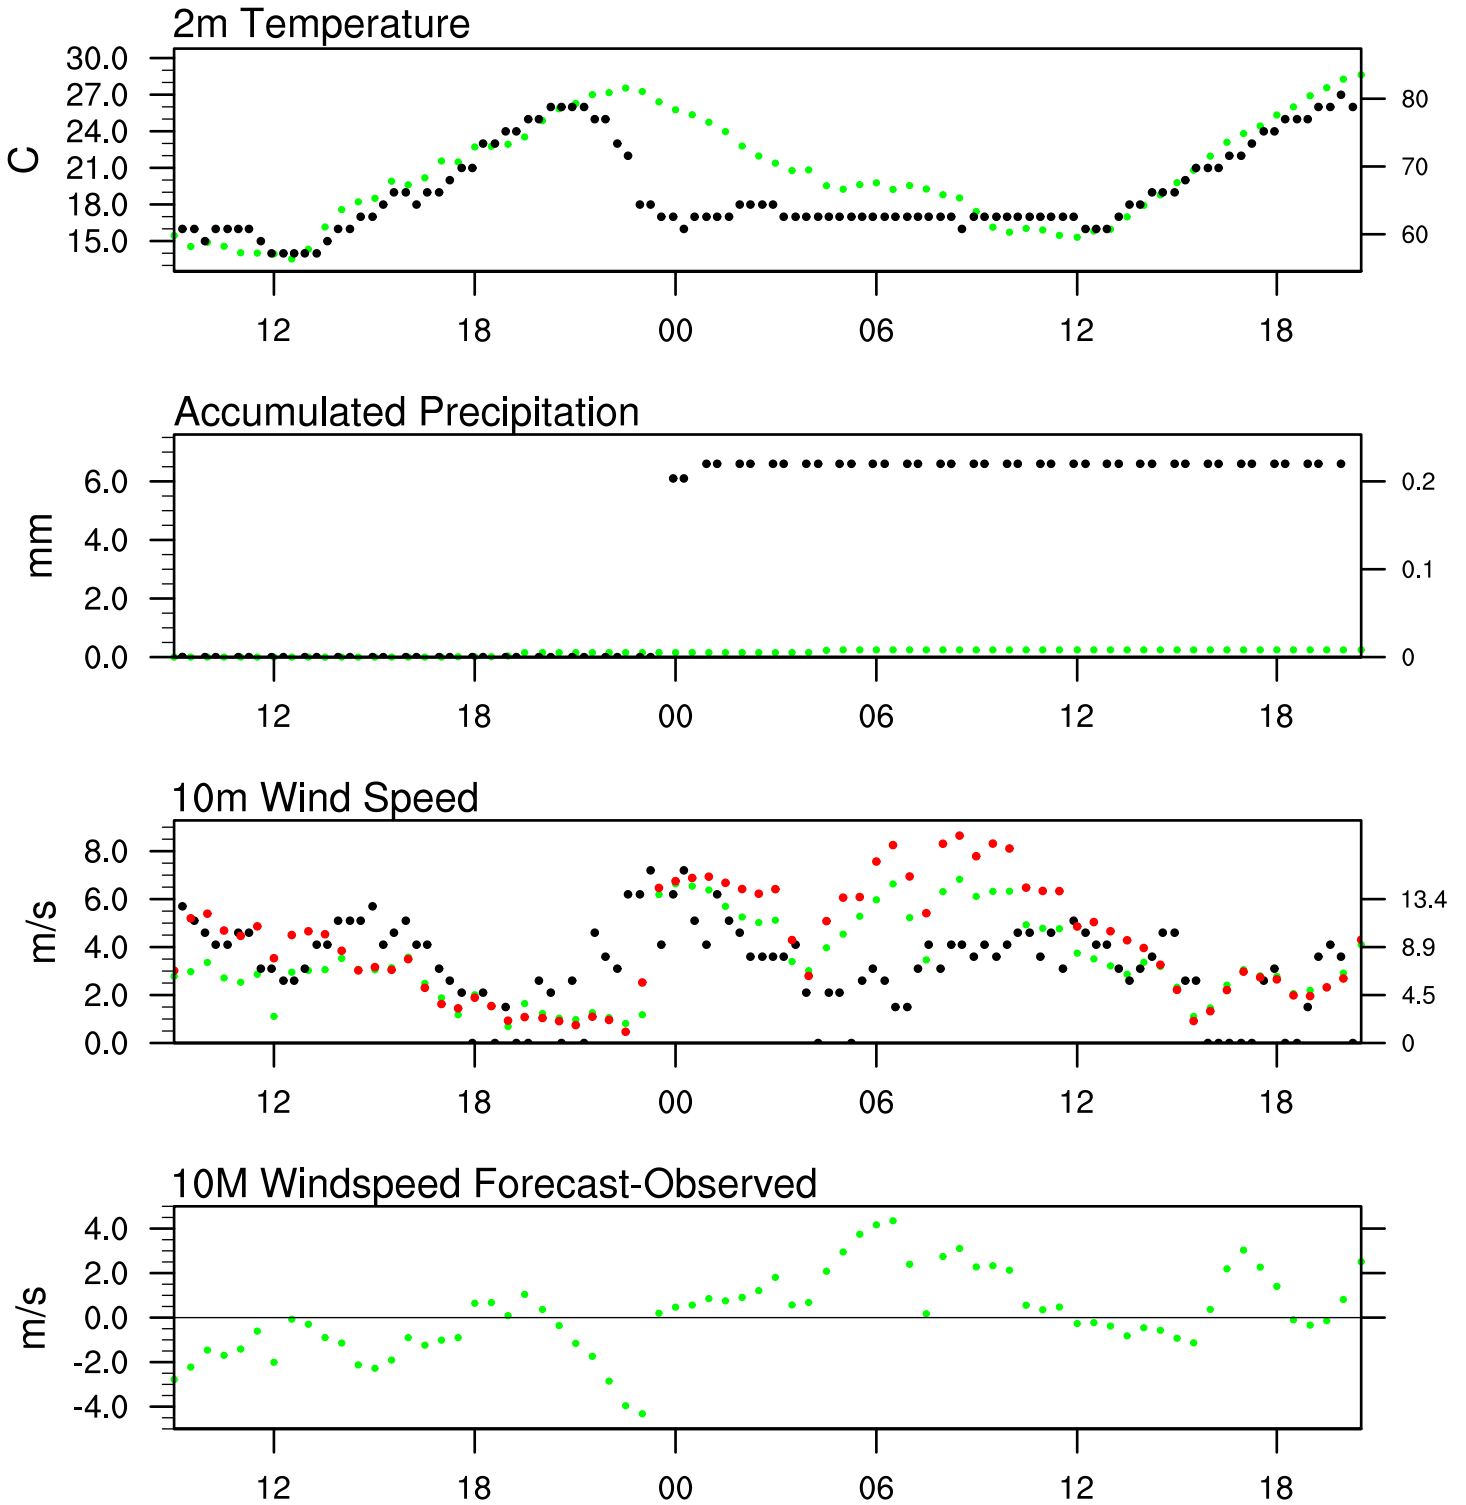 2m Temperature
30.0
27.0
24.0
21.0
18.0
15.0
C
80
70
60
12 18 00 06 12 18
Accumulated Precipitation
6.0
4.0
2.0
0.0
mm
0.2
0.1
0
12 18 00 06 12 18
10m Wind Speed
8.0
6.0
4.0
2.0
0.0
m/s
13.4
8.9
4.5
0
12 18 00 06 12 18
10M Windspeed Forecast-Observed
4.0
2.0
0.0
-2.0
-4.0
m/s
12 18 00 06 12 18